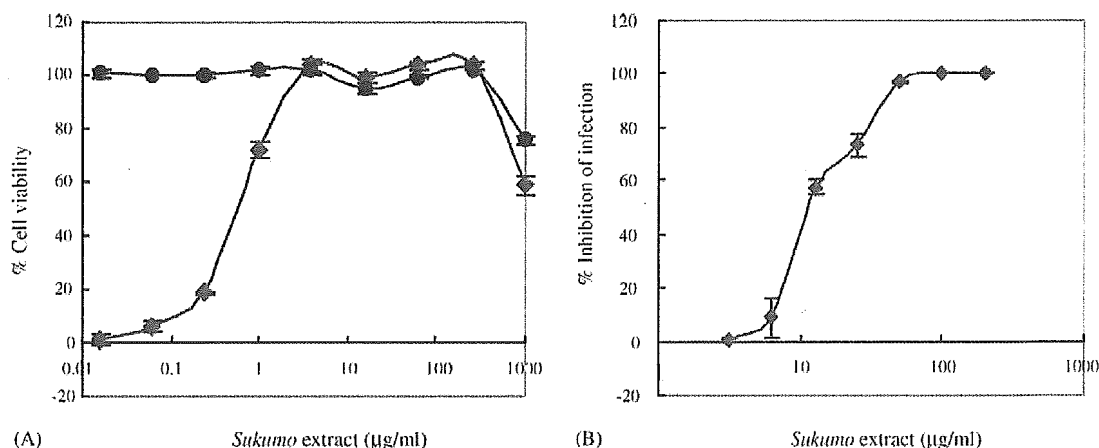 120
100
80
60
40
20
0
-20
% Cell viability
0.01 0.1 1 10 100 1000
(A) Sukumo extract (µg/ml)
120
100
80
60
40
20
0
-20
% Inhibition of infection
10 100 1000
(B) Sukumo extract (µg/ml)